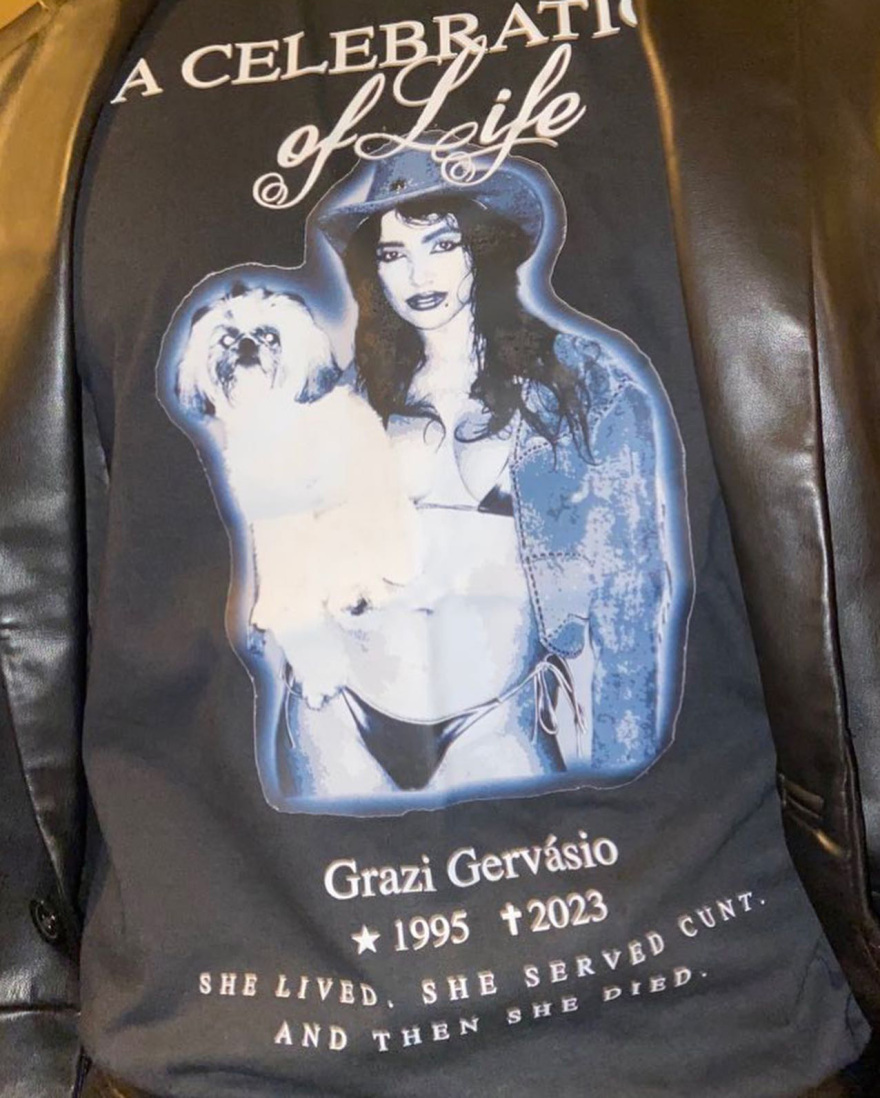 A CELEBRATI
of Life
Grazi Gervásio
★ 1995 ✝ 2023
SHE LIVED. SHE SERVED CUNT.
AND THEN SHE DIED.